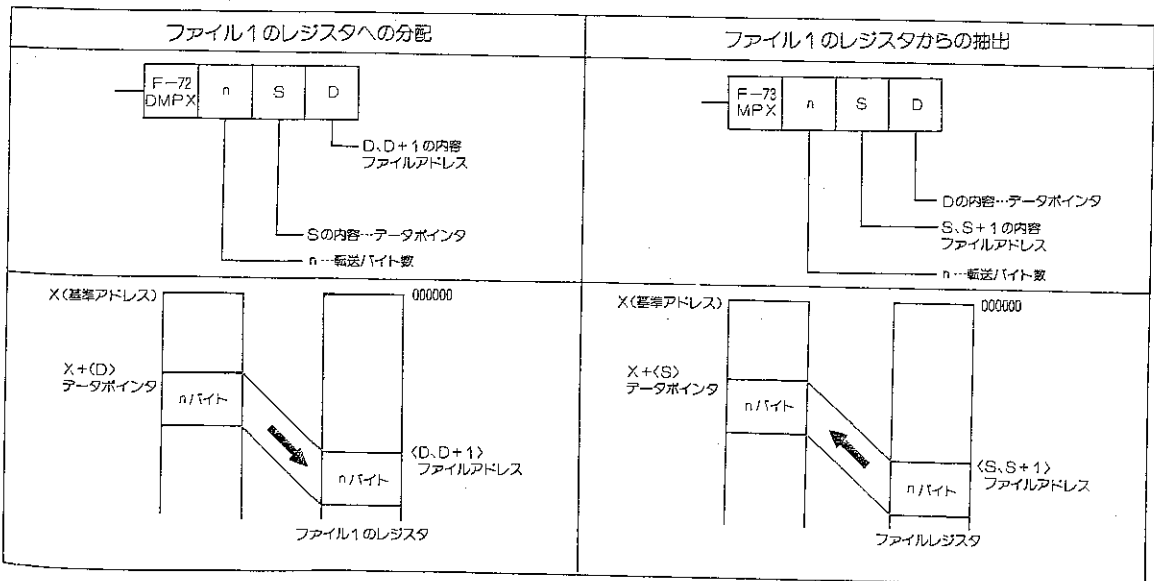 ファイル1のレジスタへの分配
F-72
DMPX
n
S
D
D、D+1の内容
ファイルアドレス
Sの内容…データポインタ
n…転送バイト数
ファイル1のレジスタからの抽出
F-73
MPX
n
S
D
Dの内容…データポインタ
S、S+1の内容
ファイルアドレス
n…転送バイト数
X(基準アドレス)
000000
X+〈D〉
データポインタ
nバイト
〈D、D+1〉
ファイルアドレス
nバイト
ファイル1のレジスタ
X(基準アドレス)
000000
X+〈S〉
データポインタ
nバイト
〈S、S+1〉
ファイルアドレス
nバイト
ファイルレジスタ